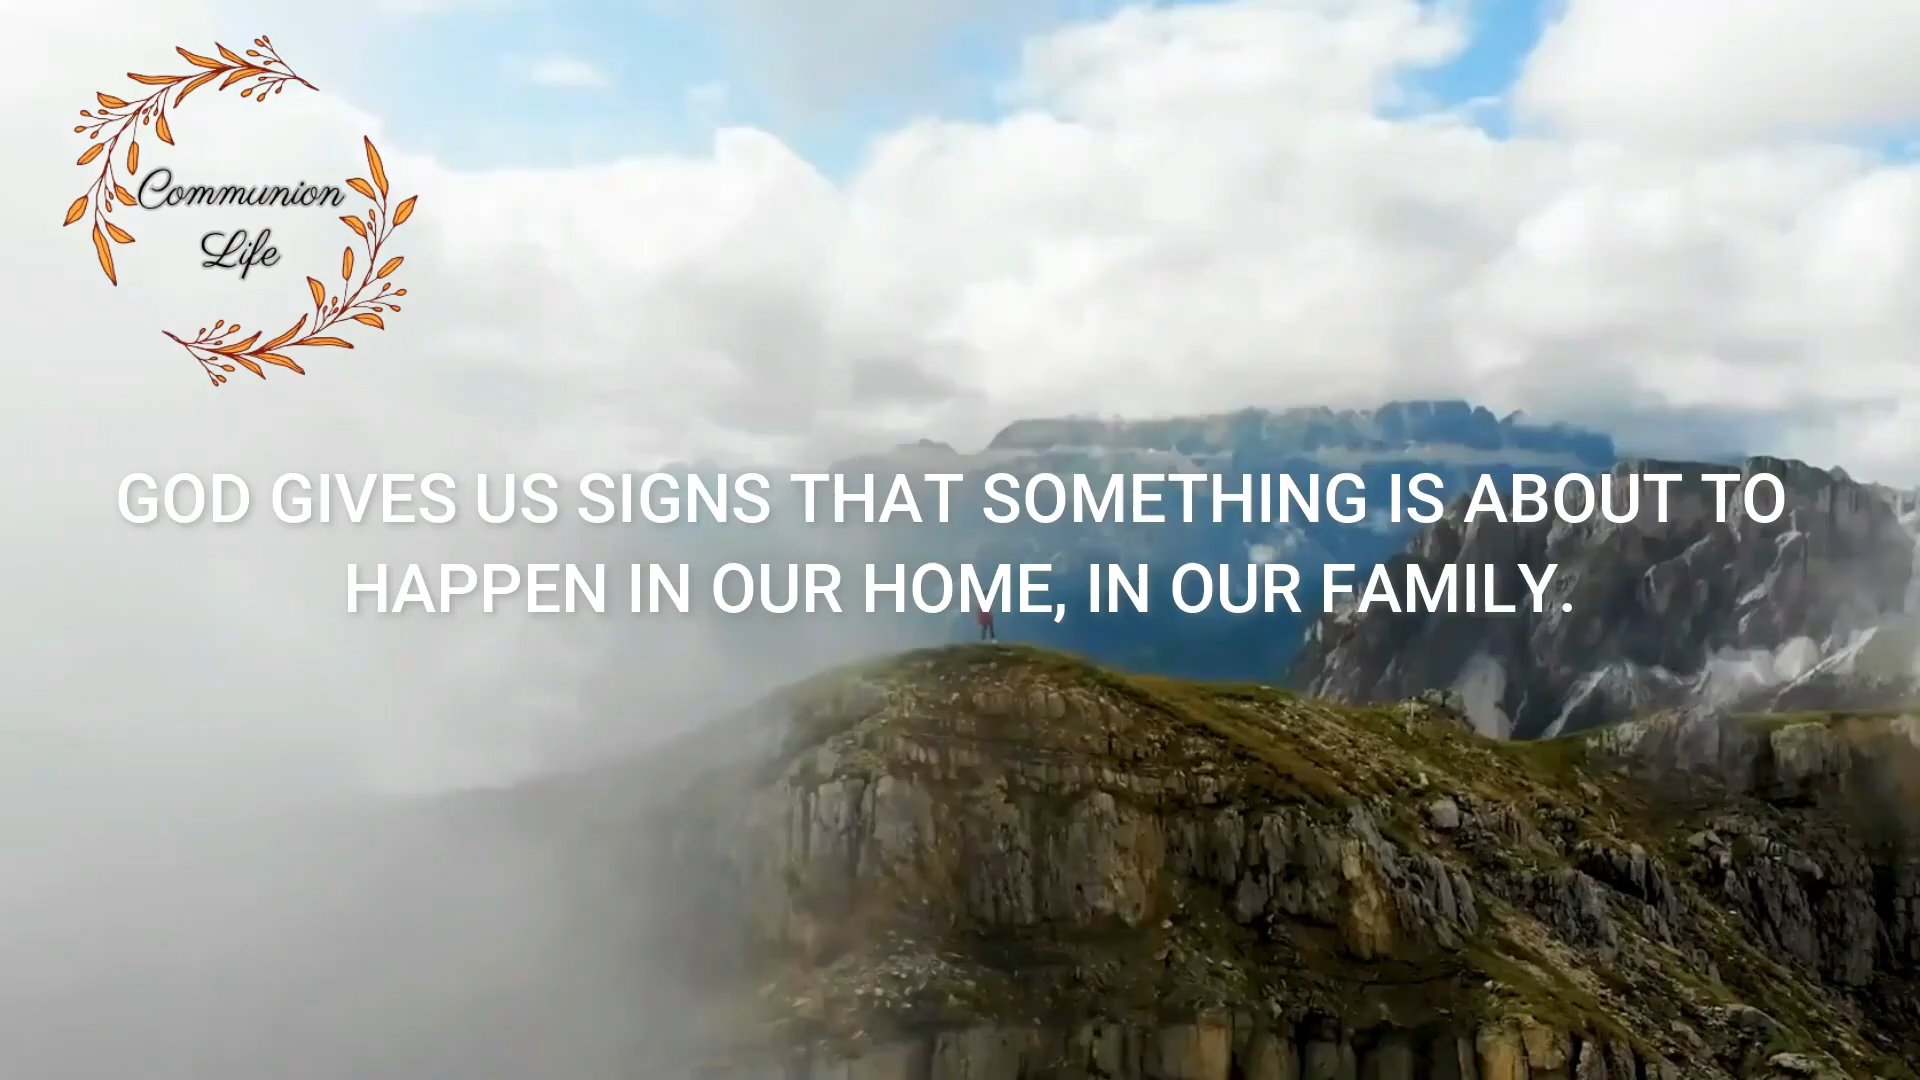 Communion
Life
GOD GIVES US SIGNS THAT SOMETHING IS ABOUT TO
HAPPEN IN OUR HOME, IN OUR FAMILY.